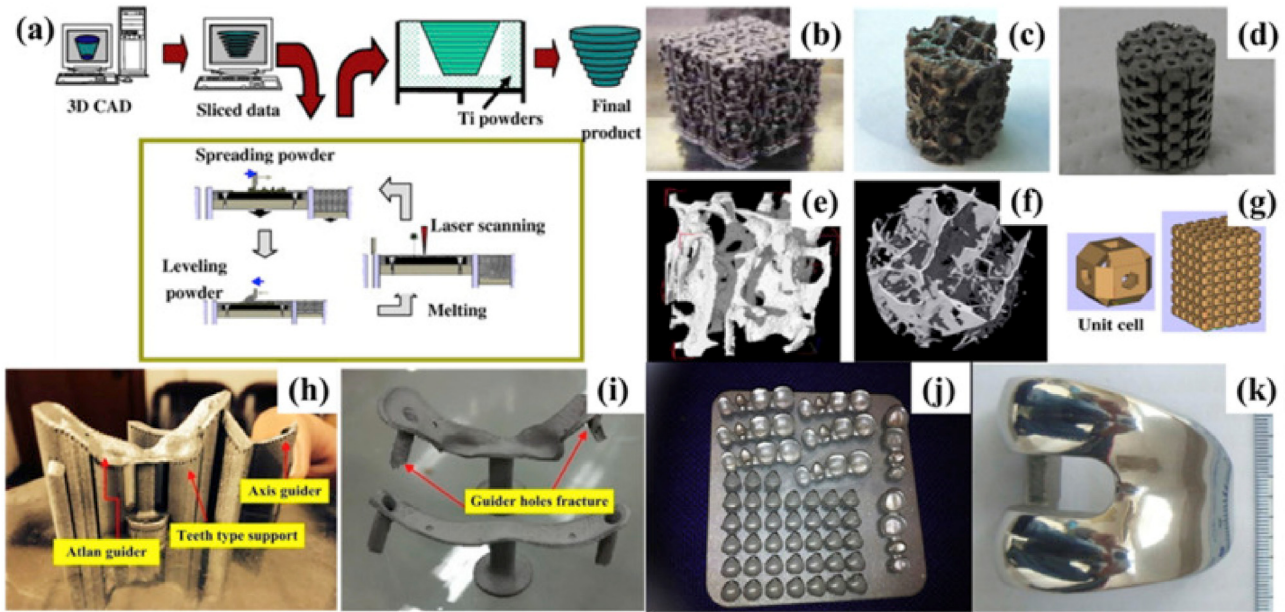 (a)
3D CAD
Sliced data
Ti powders
Final
product
Spreading powder
Laser scanning
Leveling
powder
Melting
(b)
(c)
(d)
(e)
(f)
(g)
Unit cell
(h)
Axis guider
Teeth type support
Atlan guider
(i)
Guider holes fracture
(j)
(k)